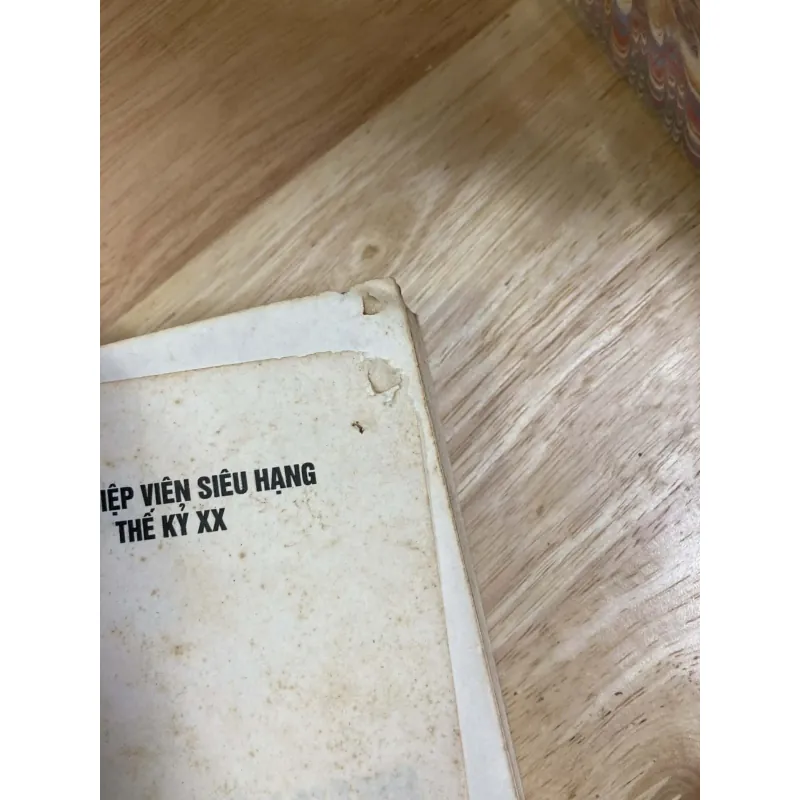 IỆP VIÊN SIÊU HẠNG
THẾ KỶ XX